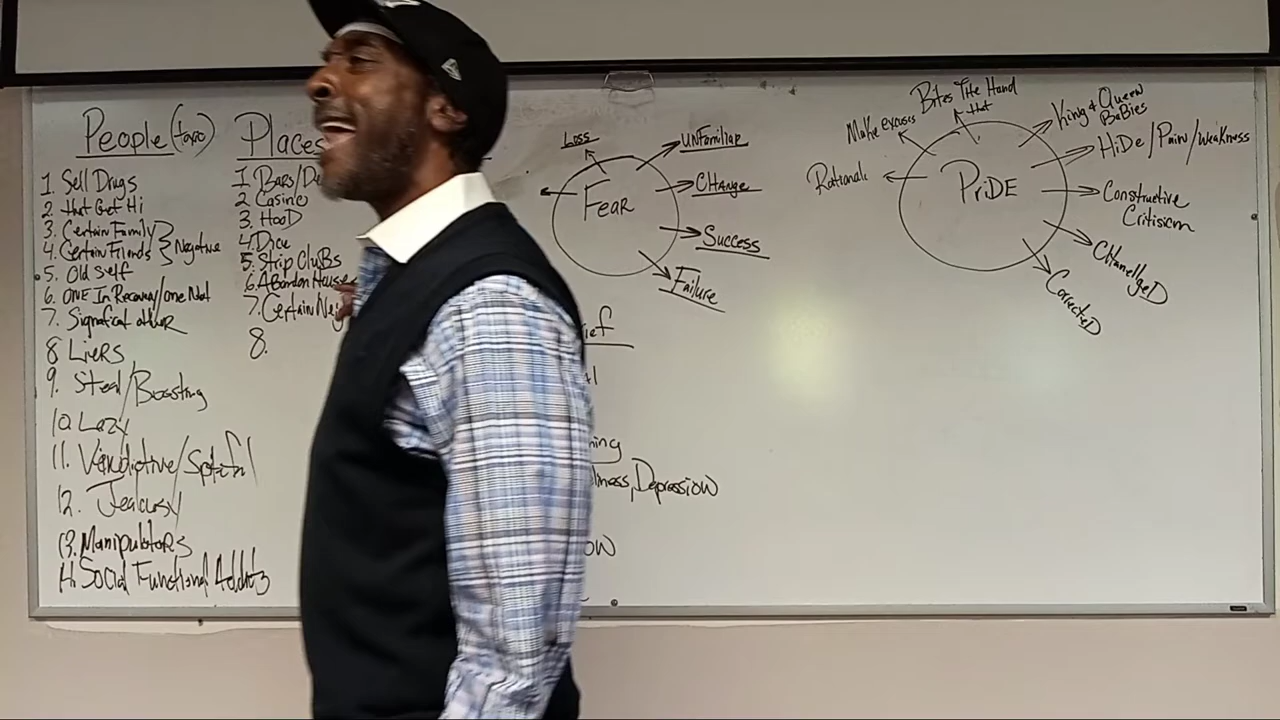 People (toxic)
1. Sell Drugs
2. that Get Hi
3. Certain Family
4. Certain Friends } Negative
5. Old Self
6. ONE In Recovery/one Not
7. Significat other
8 Liers
9. Steal/Boosting
10. Lazy
11. Vindictive/Spiteful
12. Jealousy
13. Manipulators
14. Social Functional Addicts
Places
1 Bars/
2 Casino
3. HooD
4. Dice
5. Strip CluBs
6. Abandon Houses
7. Certain
8.
Loss
UNFamiliar
CHange
Success
Failure
Fear
Depression
Rational
Make excuses
Bites The Hand
that
King & Queen
BaBies
HiDe/Pain/Weakness
Constructive
Critisism
CHallengeD
CorrecteD
PriDE